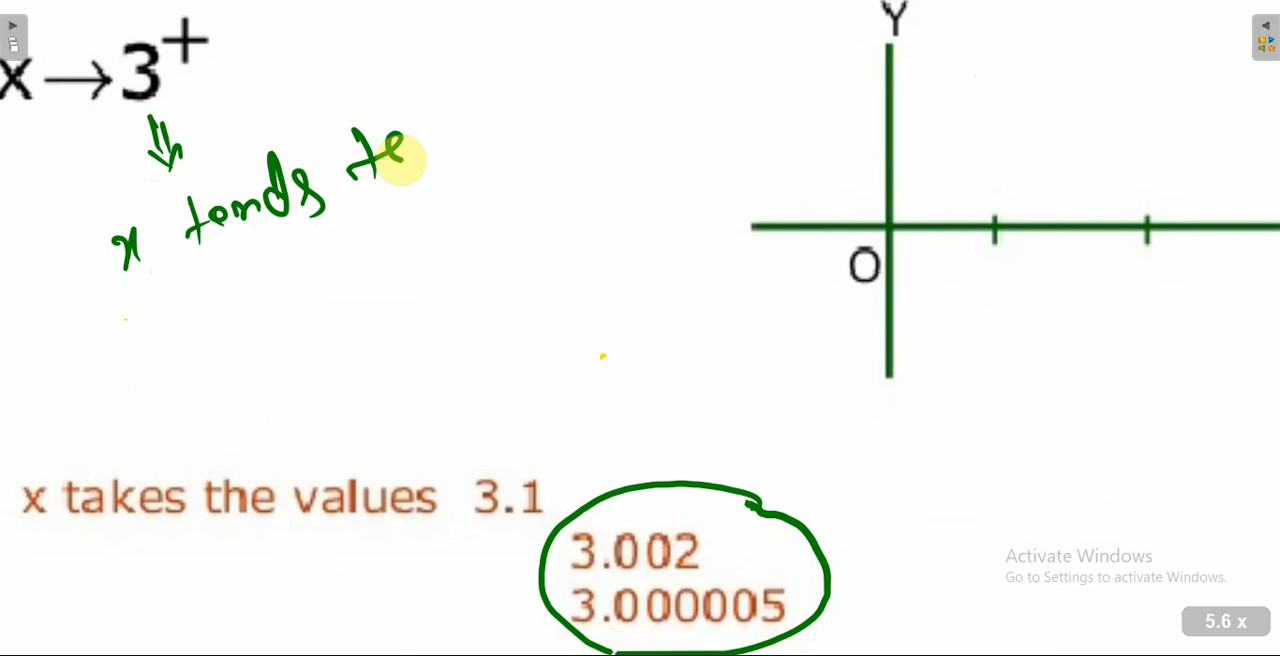 x→3⁺
Y
x tends te
O
x takes the values 3.1
3.002
3.000005
Activate Windows
Go to Settings to activate Windows.
5.6 x